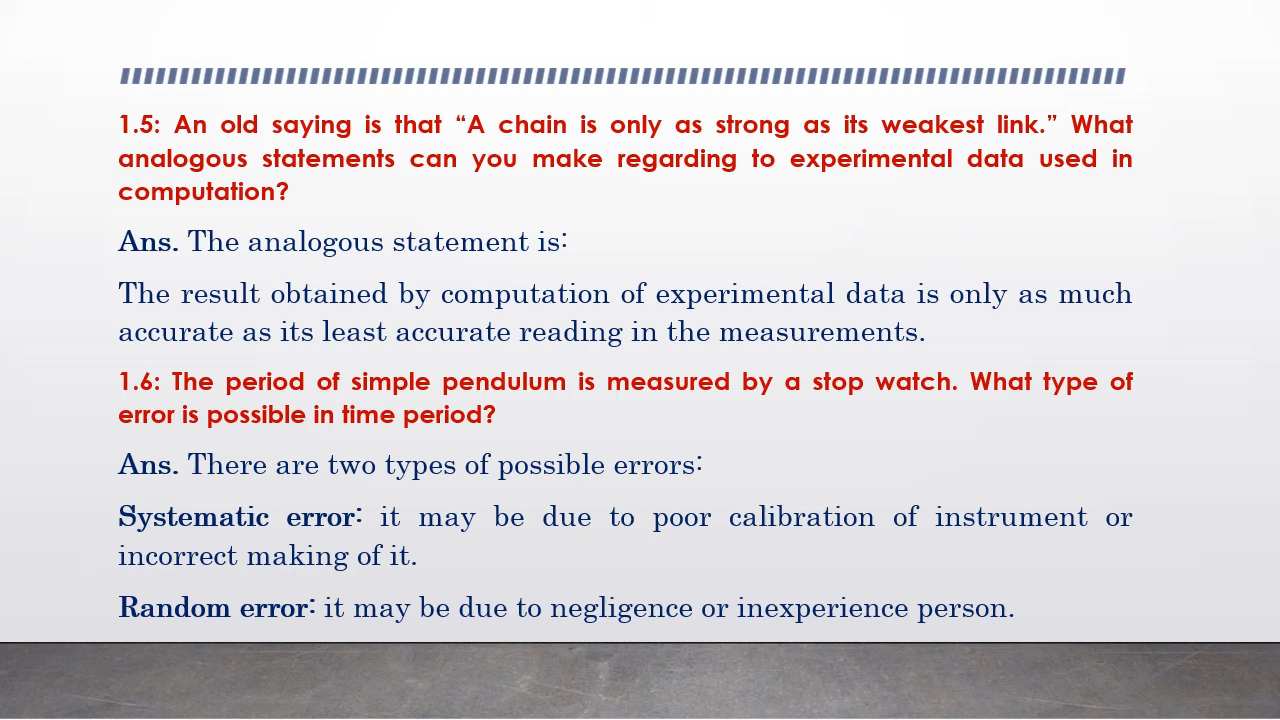 1.5: An old saying is that “A chain is only as strong as its weakest link.” What
analogous statements can you make regarding to experimental data used in
computation?
Ans. The analogous statement is:
The result obtained by computation of experimental data is only as much
accurate as its least accurate reading in the measurements.
1.6: The period of simple pendulum is measured by a stop watch. What type of
error is possible in time period?
Ans. There are two types of possible errors:
Systematic error: it may be due to poor calibration of instrument or
incorrect making of it.
Random error: it may be due to negligence or inexperience person.